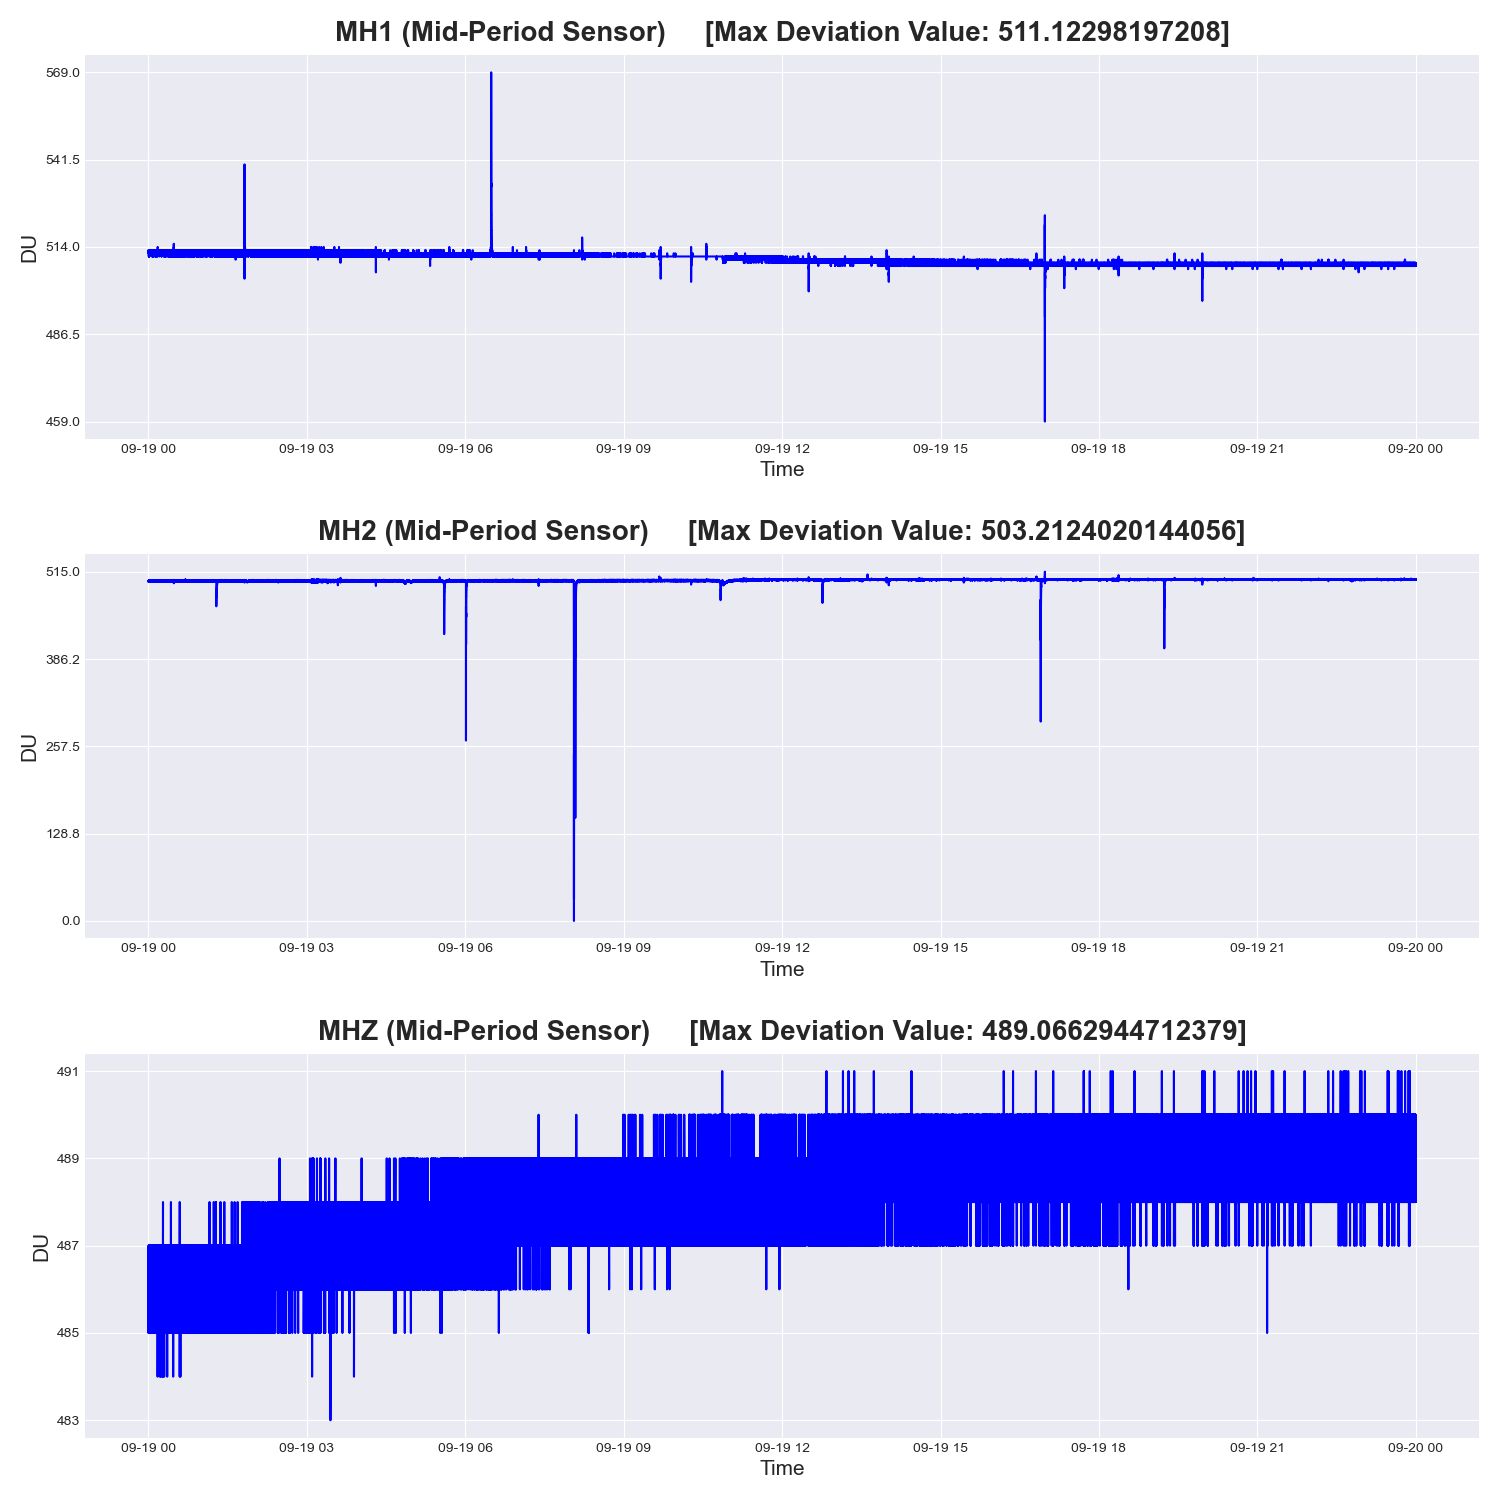 MH1 (Mid-Period Sensor) [Max Deviation Value: 511.12298197208]
569.0
541.5
514.0
486.5
459.0
DU
09-19 00 09-19 03 09-19 06 09-19 09 09-19 12 09-19 15 09-19 18 09-19 21 09-20 00
Time
MH2 (Mid-Period Sensor) [Max Deviation Value: 503.2124020144056]
515.0
386.2
257.5
128.8
0.0
DU
09-19 00 09-19 03 09-19 06 09-19 09 09-19 12 09-19 15 09-19 18 09-19 21 09-20 00
Time
MHZ (Mid-Period Sensor) [Max Deviation Value: 489.0662944712379]
491
489
487
485
483
DU
09-19 00 09-19 03 09-19 06 09-19 09 09-19 12 09-19 15 09-19 18 09-19 21 09-20 00
Time